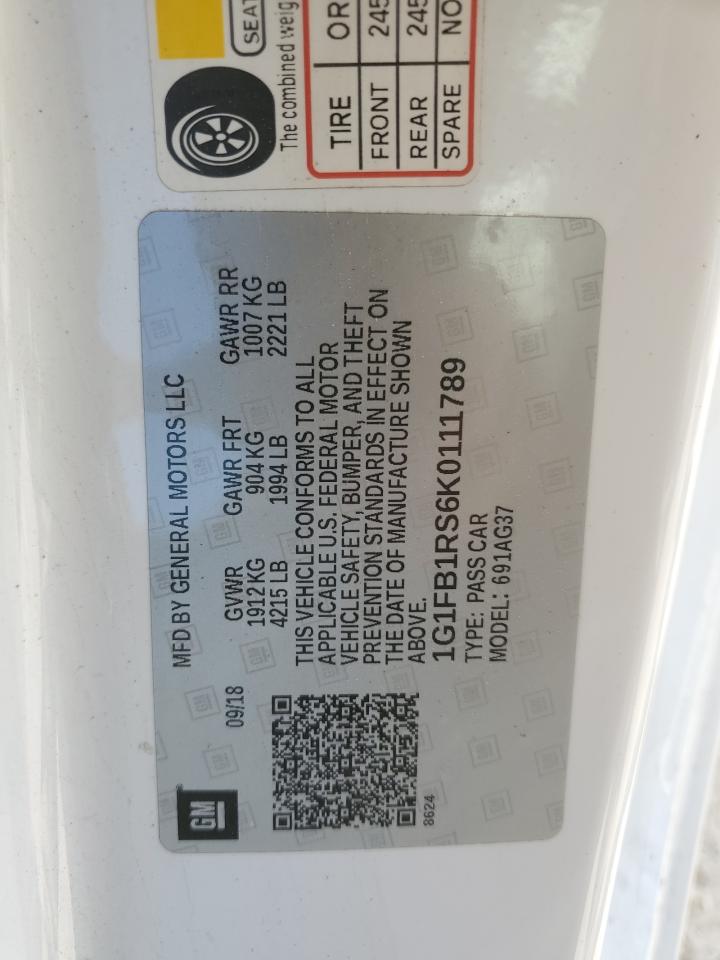 GM
MFD BY GENERAL MOTORS LLC
09/18
GVWR GAWR FRT GAWR RR
1912 KG 904 KG 1007 KG
4215 LB 1994 LB 2221 LB
THIS VEHICLE CONFORMS TO ALL
APPLICABLE U.S. FEDERAL MOTOR
VEHICLE SAFETY, BUMPER, AND THEFT
PREVENTION STANDARDS IN EFFECT ON
THE DATE OF MANUFACTURE SHOWN
ABOVE.
1G1FB1RS6K0111789
TYPE: PASS CAR
MODEL: 691AG37
8624
SEAT
The combined weig
TIRE OR
FRONT 245
REAR 245
SPARE NO